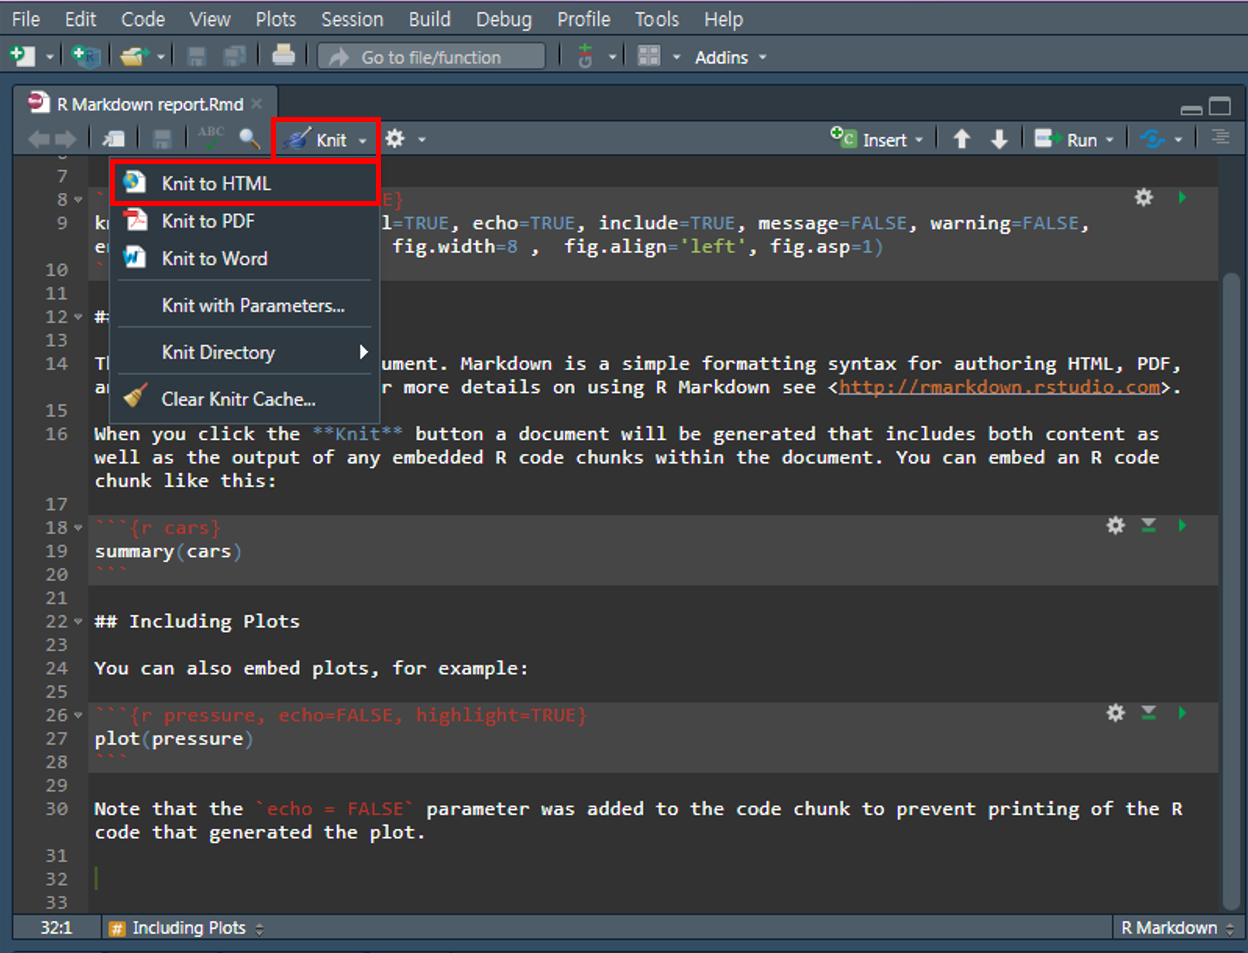 File Edit Code View Plots Session Build Debug Profile Tools Help
Go to file/function Addins
R Markdown report.Rmd
ABC Knit Insert Run
7
Knit to HTML
8 ` E}
Knit to PDF
9 kn l=TRUE, echo=TRUE, include=TRUE, message=FALSE, warning=FALSE,
fig.width=8 , fig.align='left', fig.asp=1)
Knit to Word
10 `
11
Knit with Parameters...
12 ##
13
Knit Directory
14 Th ument. Markdown is a simple formatting syntax for authoring HTML, PDF,
an r more details on using R Markdown see <http://rmarkdown.rstudio.com>.
Clear Knitr Cache...
15
16 When you click the **Knit** button a document will be generated that includes both content as
well as the output of any embedded R code chunks within the document. You can embed an R code
chunk like this:
17
18 ```{r cars}
19 summary(cars)
20 ```
21
22 ## Including Plots
23
24 You can also embed plots, for example:
25
26 ```{r pressure, echo=FALSE, highlight=TRUE}
27 plot(pressure)
28 ```
29
30 Note that the `echo = FALSE` parameter was added to the code chunk to prevent printing of the R
code that generated the plot.
31
32
33
32:1 # Including Plots R Markdown